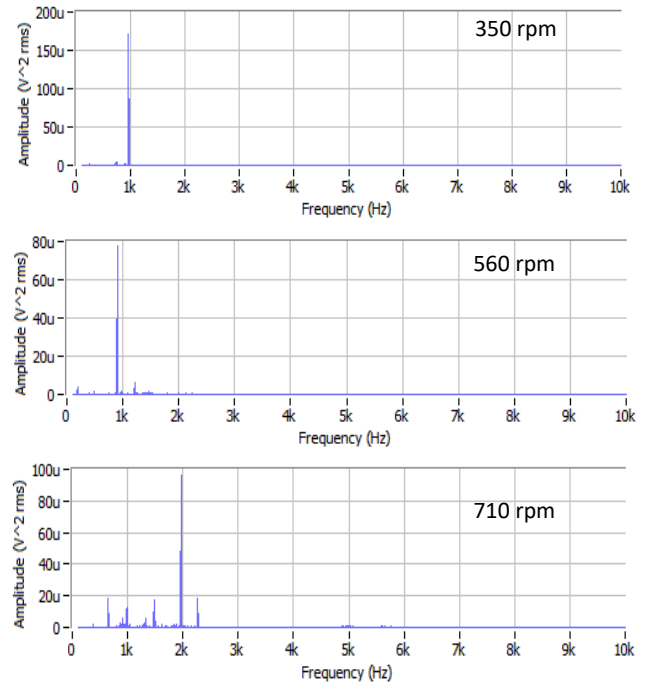 200u
350 rpm
150u
100u
50u
0
Amplitude (V^2 rms)
0 1k 2k 3k 4k 5k 6k 7k 8k 9k 10k
Frequency (Hz)
80u
560 rpm
60u
40u
20u
0
Amplitude (V^2 rms)
0 1k 2k 3k 4k 5k 6k 7k 8k 9k 10k
Frequency (Hz)
100u
80u
710 rpm
60u
40u
20u
0
Amplitude (V^2 rms)
0 1k 2k 3k 4k 5k 6k 7k 8k 9k 10k
Frequency (Hz)